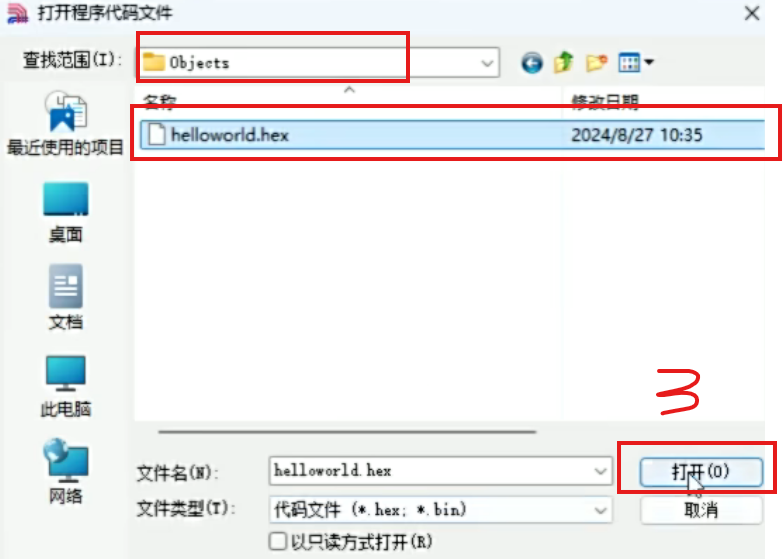 打开程序代码文件
查找范围(I):
Objects
名称
修改日期
helloworld.hex
2024/8/27 10:35
最近使用的项目
桌面
文档
此电脑
网络
3
文件名(N):
helloworld.hex
打开(O)
文件类型(T):
代码文件 (*.hex; *.bin)
取消
以只读方式打开(R)